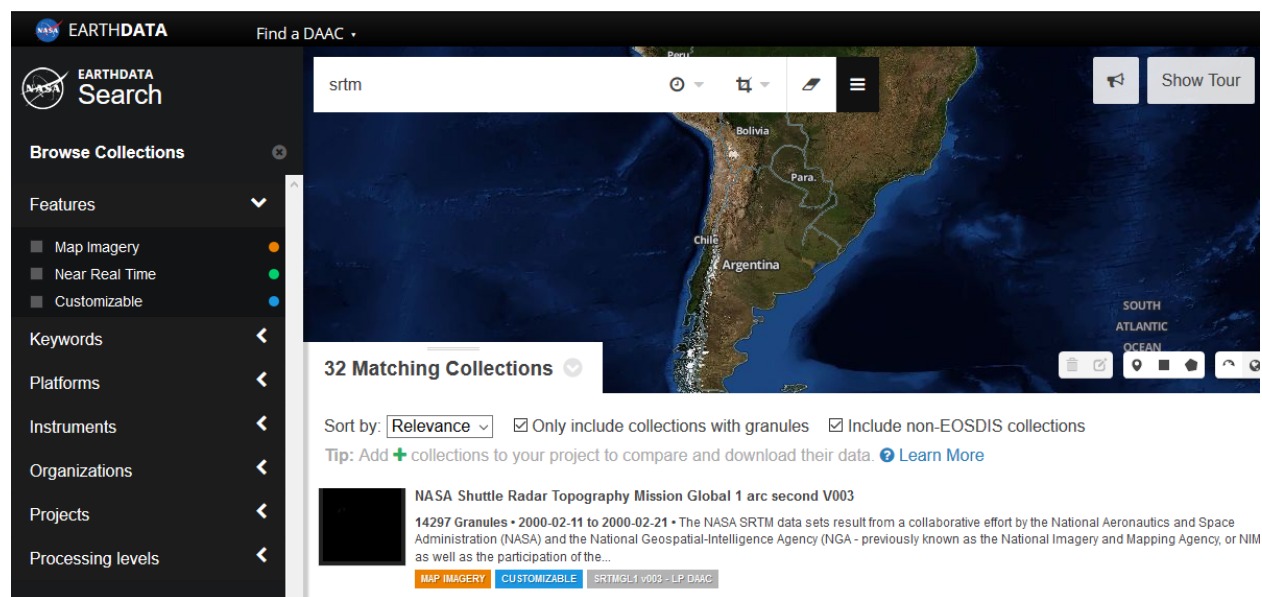 EARTHDATA
Find a DAAC
EARTHDATA
Search
srtm
Show Tour
Browse Collections
Features
Map Imagery
Near Real Time
Customizable
Keywords
Platforms
Instruments
Organizations
Projects
Processing levels
Peru
Bolivia
Para.
Chile
Argentina
SOUTH
ATLANTIC
OCEAN
32 Matching Collections
Sort by: Relevance Only include collections with granules Include non-EOSDIS collections
Tip: Add + collections to your project to compare and download their data. Learn More
NASA Shuttle Radar Topography Mission Global 1 arc second V003
14297 Granules • 2000-02-11 to 2000-02-21 • The NASA SRTM data sets result from a collaborative effort by the National Aeronautics and Space
Administration (NASA) and the National Geospatial-Intelligence Agency (NGA - previously known as the National Imagery and Mapping Agency, or NIM
as well as the participation of the...
MAP IMAGERY CUSTOMIZABLE SRTMGL1 v003 - LP DAAC